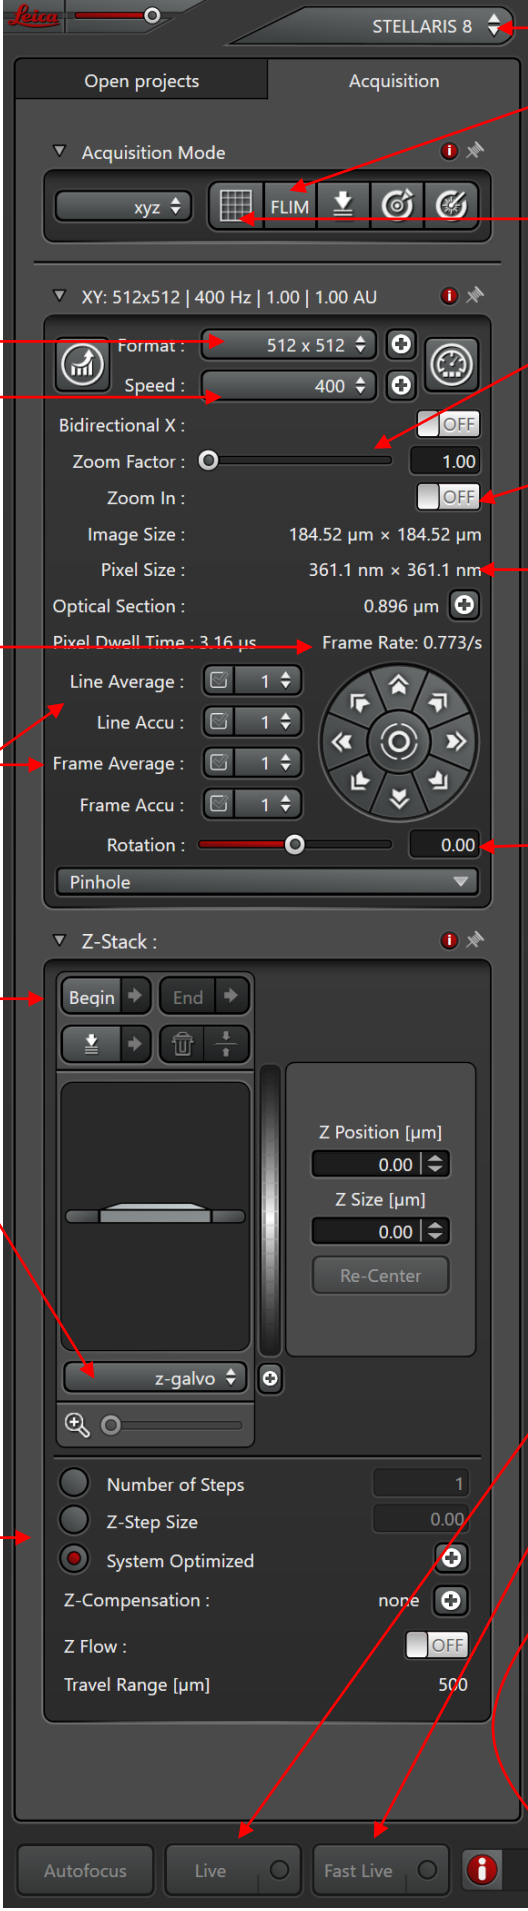 Leica
STELLARIS 8
Open projects Acquisition
Acquisition Mode i
xyz FLIM
XY: 512x512 | 400 Hz | 1.00 | 1.00 AU i
Format : 512 x 512
Speed : 400
Bidirectional X : OFF
Zoom Factor : 1.00
Zoom In : OFF
Image Size : 184.52 µm × 184.52 µm
Pixel Size : 361.1 nm × 361.1 nm
Optical Section : 0.896 µm
Pixel Dwell Time : 3.16 µs Frame Rate: 0.773/s
Line Average : 1
Line Accu : 1
Frame Average : 1
Frame Accu : 1
Rotation : 0.00
Pinhole
Z-Stack : i
Begin End
Z Position [µm]
0.00
Z Size [µm]
0.00
Re-Center
z-galvo
Number of Steps 1
Z-Step Size 0.00
System Optimized
Z-Compensation : none
Z Flow : OFF
Travel Range [µm] 500
Autofocus Live Fast Live i